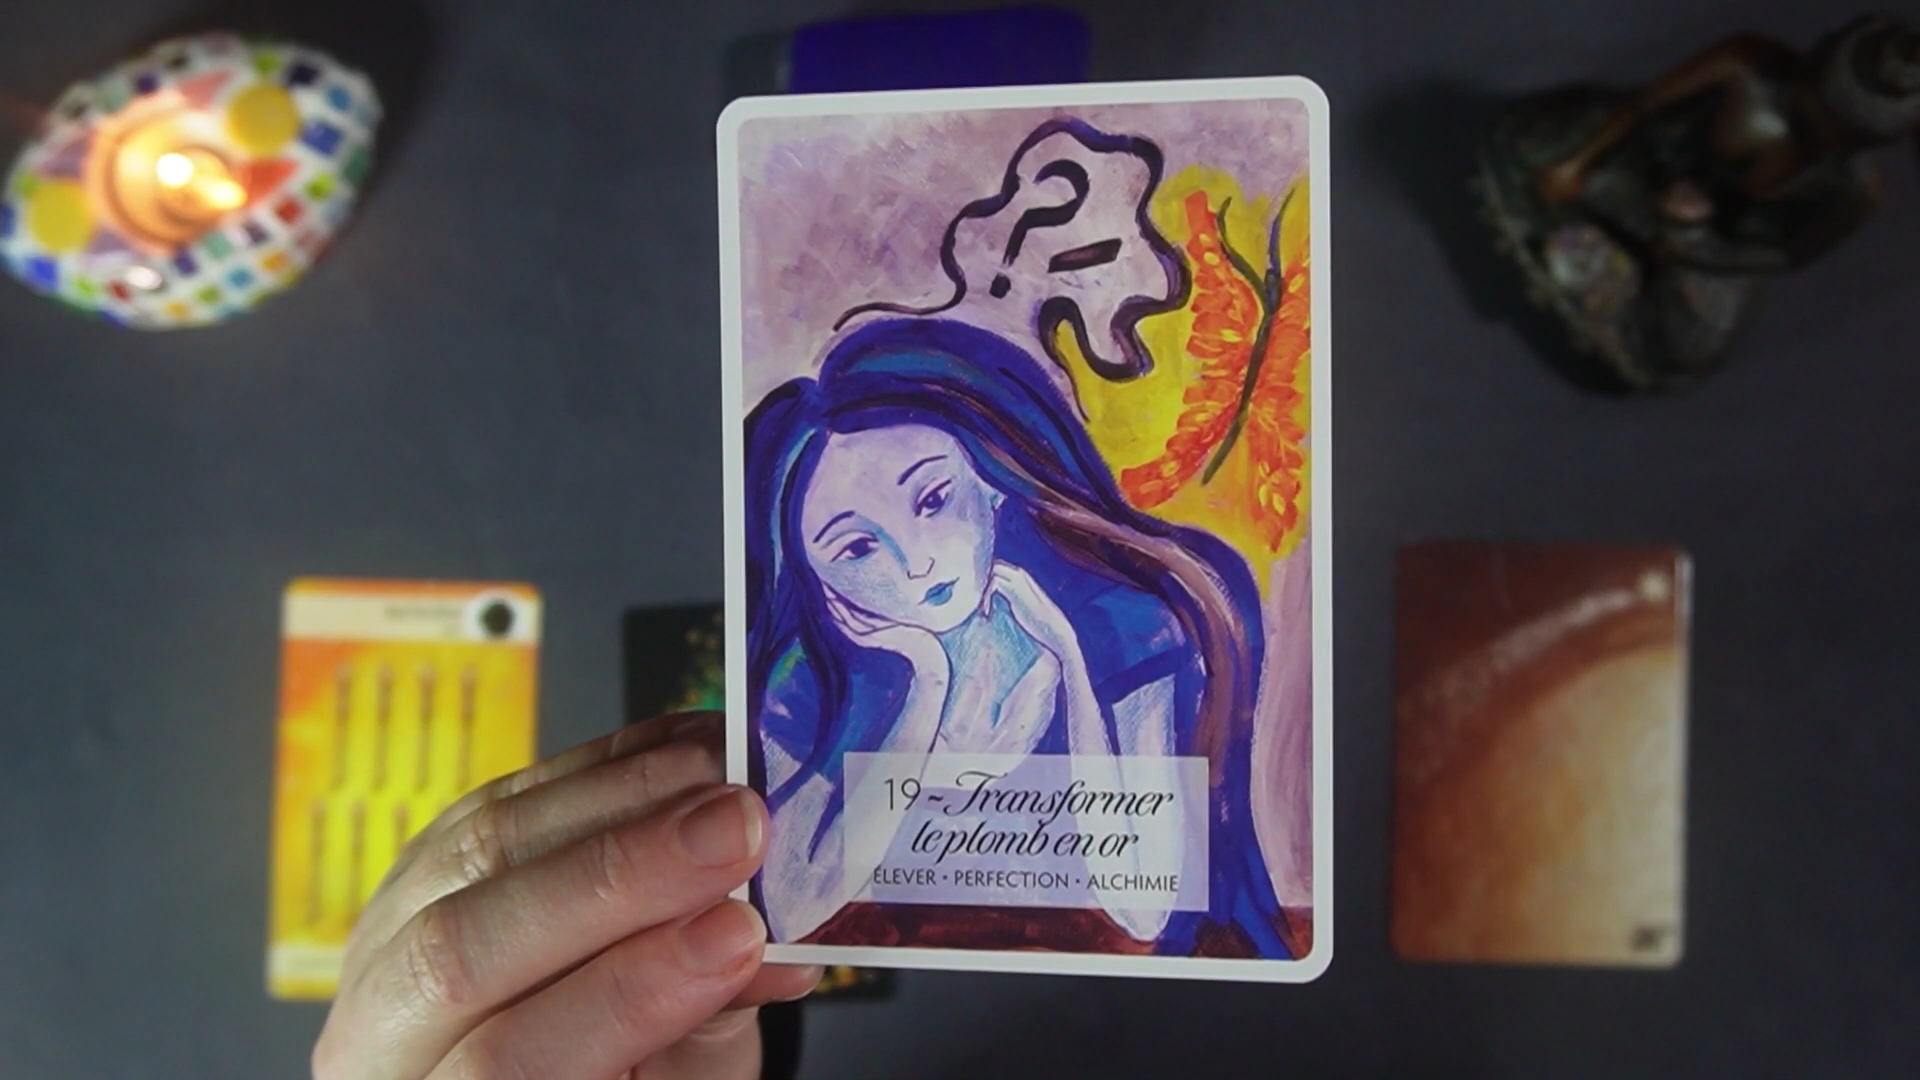 19 ~ Transformer
le plomb en or
ÉLEVER • PERFECTION • ALCHIMIE